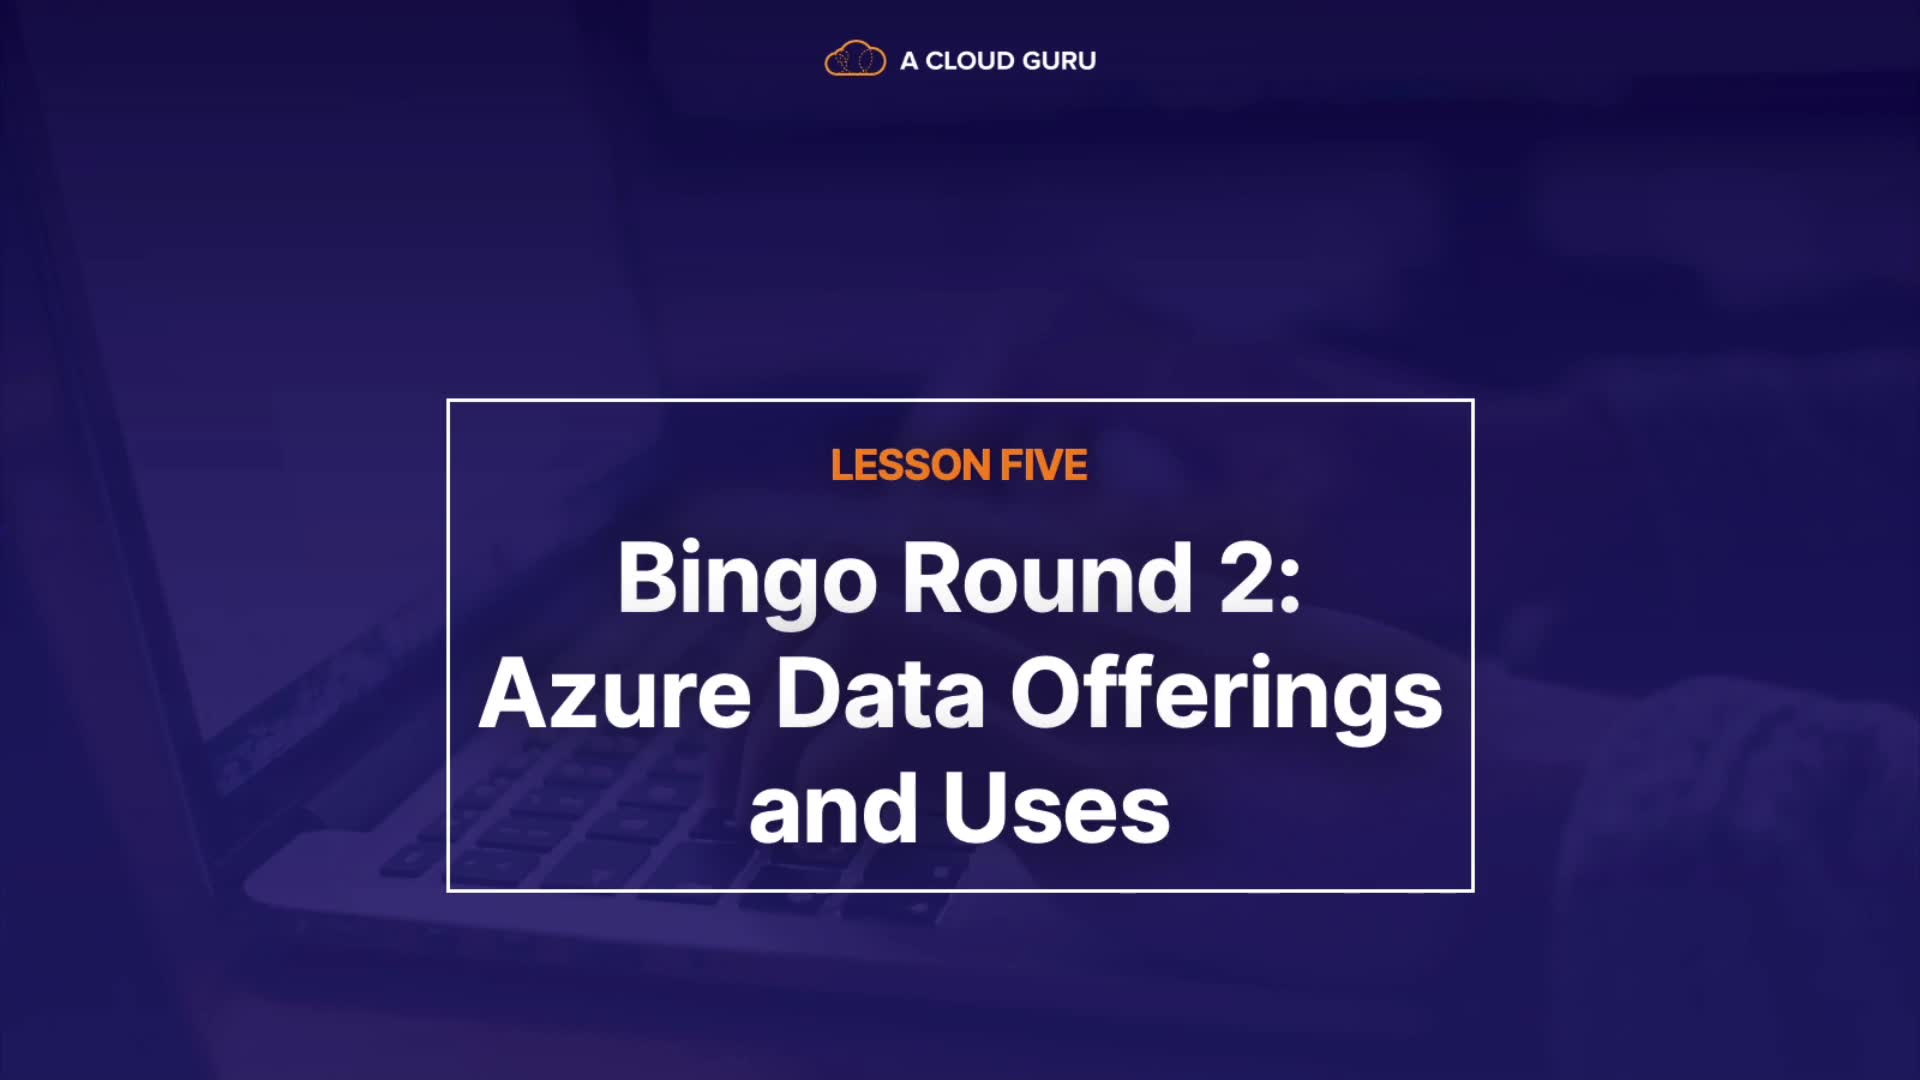 A CLOUD GURU
LESSON FIVE
Bingo Round 2:
Azure Data Offerings
and Uses